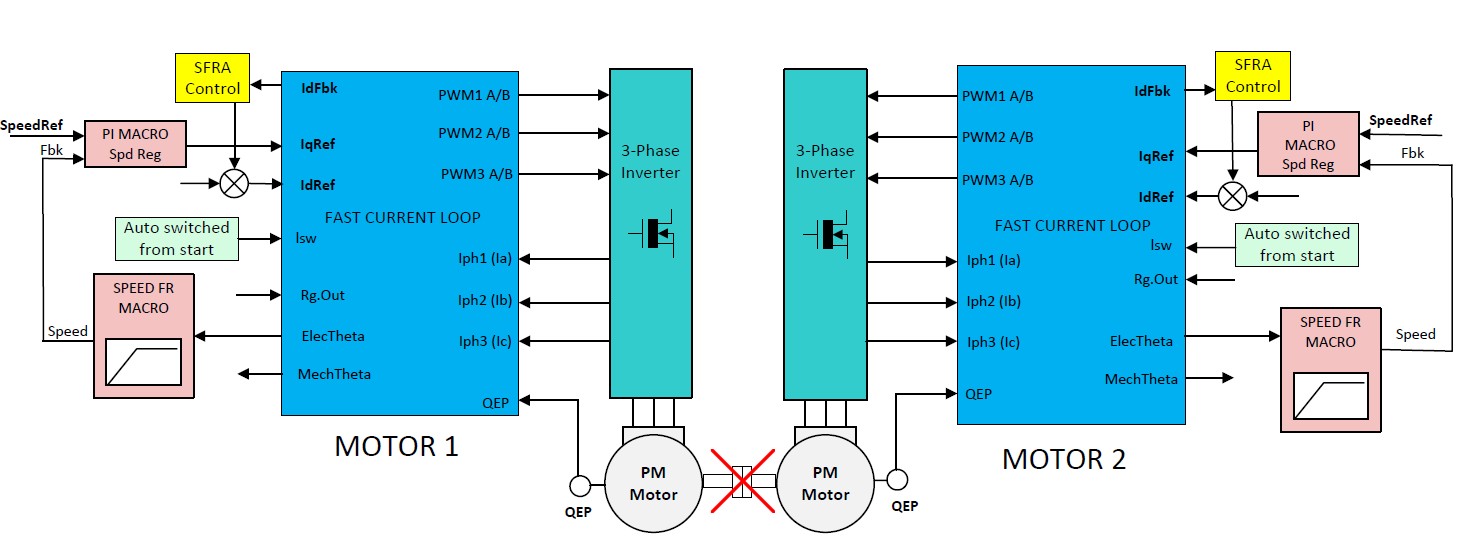 SFRA
Control
SpeedRef
Fbk
PI MACRO
Spd Reg
Auto switched
from start
SPEED FR
MACRO
Speed
IdFbk
IqRef
IdRef
FAST CURRENT LOOP
Isw
Rg.Out
ElecTheta
MechTheta
PWM1 A/B
PWM2 A/B
PWM3 A/B
Iph1 (Ia)
Iph2 (Ib)
Iph3 (Ic)
QEP
MOTOR 1
3-Phase
Inverter
QEP
PM
Motor
3-Phase
Inverter
PM
Motor
QEP
PWM1 A/B
PWM2 A/B
PWM3 A/B
FAST CURRENT LOOP
Iph1 (Ia)
Iph2 (Ib)
Iph3 (Ic)
QEP
IdFbk
IqRef
IdRef
Isw
Rg.Out
ElecTheta
MechTheta
MOTOR 2
SFRA
Control
PI
MACRO
Spd Reg
SpeedRef
Fbk
Auto switched
from start
SPEED FR
MACRO
Speed